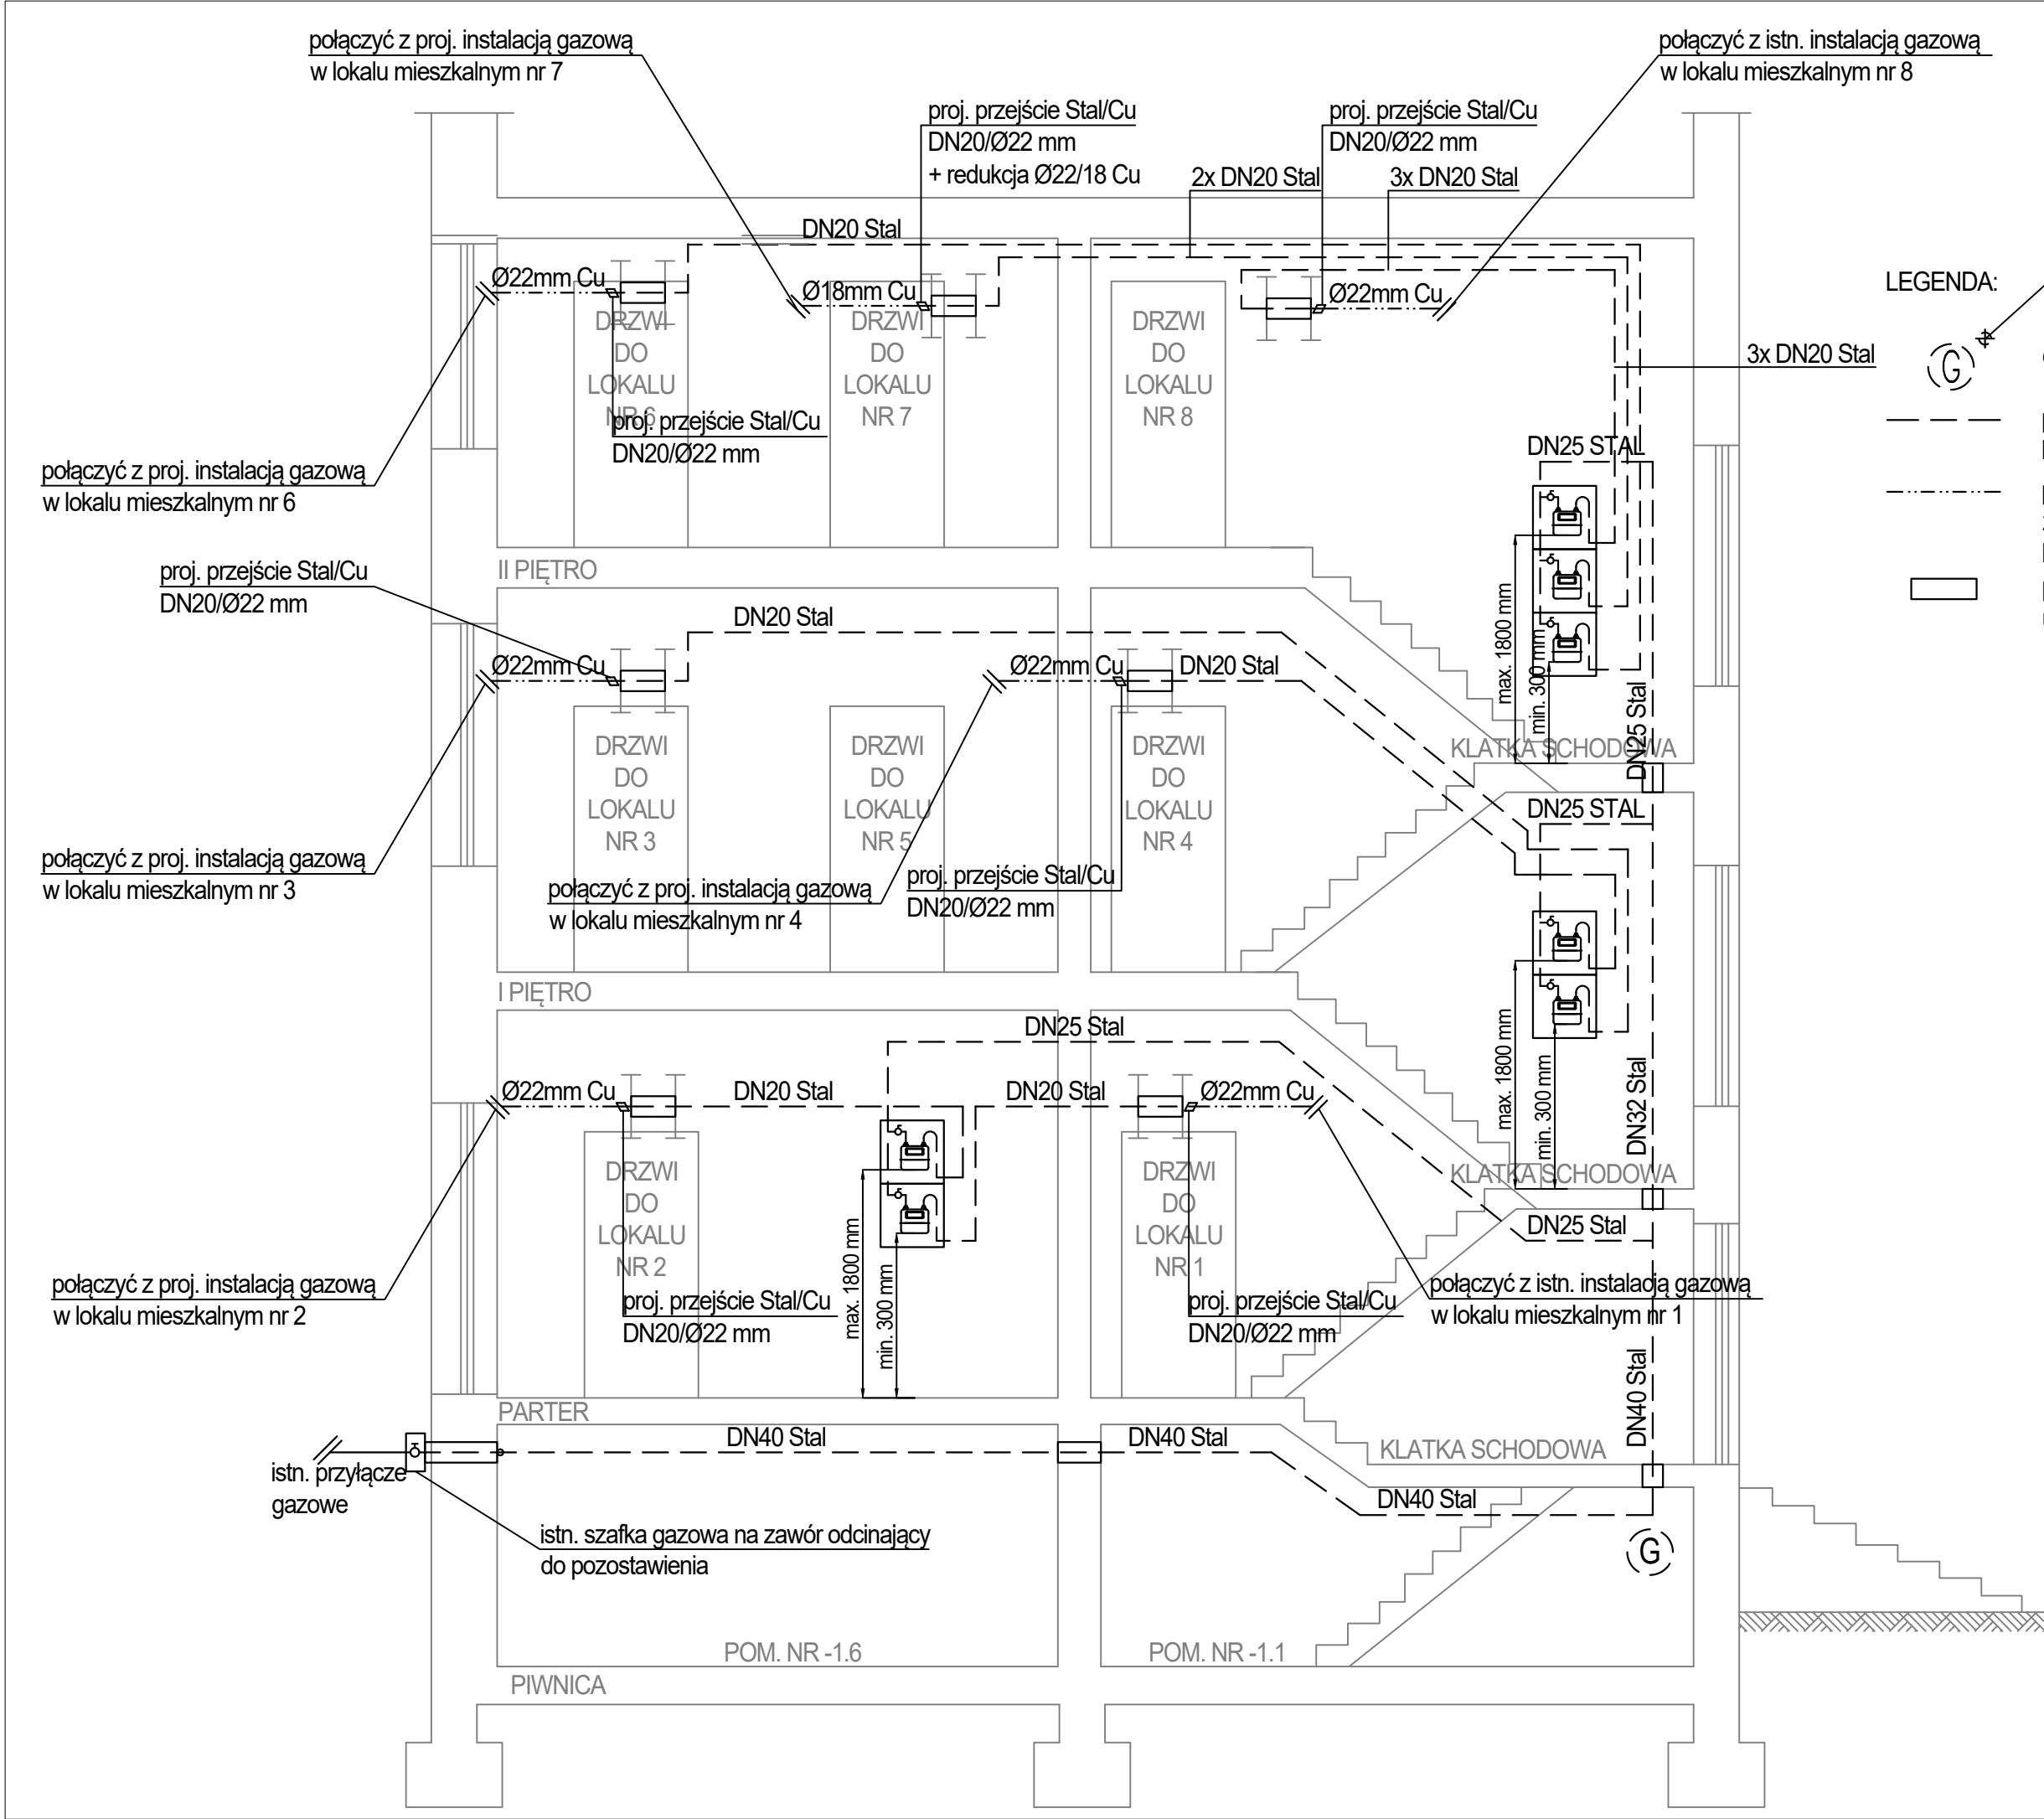 połączyć z proj. instalacją gazową
w lokalu mieszkalnym nr 7
połączyć z istn. instalacją gazową
w lokalu mieszkalnym nr 8
proj. przejście Stal/Cu
DN20/Ø22 mm
+ redukcja Ø22/18 Cu
proj. przejście Stal/Cu
DN20/Ø22 mm
2x DN20 Stal
3x DN20 Stal
DN20 Stal
Ø22mm Cu
Ø18mm Cu
Ø22mm Cu
LEGENDA:
G
3x DN20 Stal
DRZWI
DO
LOKALU
NR 6
DRZWI
DO
LOKALU
NR 7
DRZWI
DO
LOKALU
NR 8
proj. przejście Stal/Cu
DN20/Ø22 mm
DN25 STAL
połączyć z proj. instalacją gazową
w lokalu mieszkalnym nr 6
II PIĘTRO
max. 1800 mm
min. 300 mm
DN25 Stal
KLATKA SCHODOWA
proj. przejście Stal/Cu
DN20/Ø22 mm
DN20 Stal
Ø22mm Cu
Ø22mm Cu
DN20 Stal
DRZWI
DO
LOKALU
NR 3
DRZWI
DO
LOKALU
NR 5
DRZWI
DO
LOKALU
NR 4
DN25 STAL
połączyć z proj. instalacją gazową
w lokalu mieszkalnym nr 3
połączyć z proj. instalacją gazową
w lokalu mieszkalnym nr 4
proj. przejście Stal/Cu
DN20/Ø22 mm
I PIĘTRO
max. 1800 mm
min. 300 mm
DN32 Stal
KLATKA SCHODOWA
DN25 Stal
Ø22mm Cu
DN20 Stal
DN20 Stal
Ø22mm Cu
DRZWI
DO
LOKALU
NR 2
DRZWI
DO
LOKALU
NR 1
DN25 Stal
max. 1800 mm
min. 300 mm
połączyć z proj. instalacją gazową
w lokalu mieszkalnym nr 2
proj. przejście Stal/Cu
DN20/Ø22 mm
proj. przejście Stal/Cu
DN20/Ø22 mm
połączyć z istn. instalacją gazową
w lokalu mieszkalnym nr 1
DN40 Stal
PARTER
DN40 Stal
DN40 Stal
KLATKA SCHODOWA
istn. przyłącze
gazowe
DN40 Stal
istn. szafka gazowa na zawór odcinający
do pozostawienia
G
POM. NR -1.6
POM. NR -1.1
PIWNICA